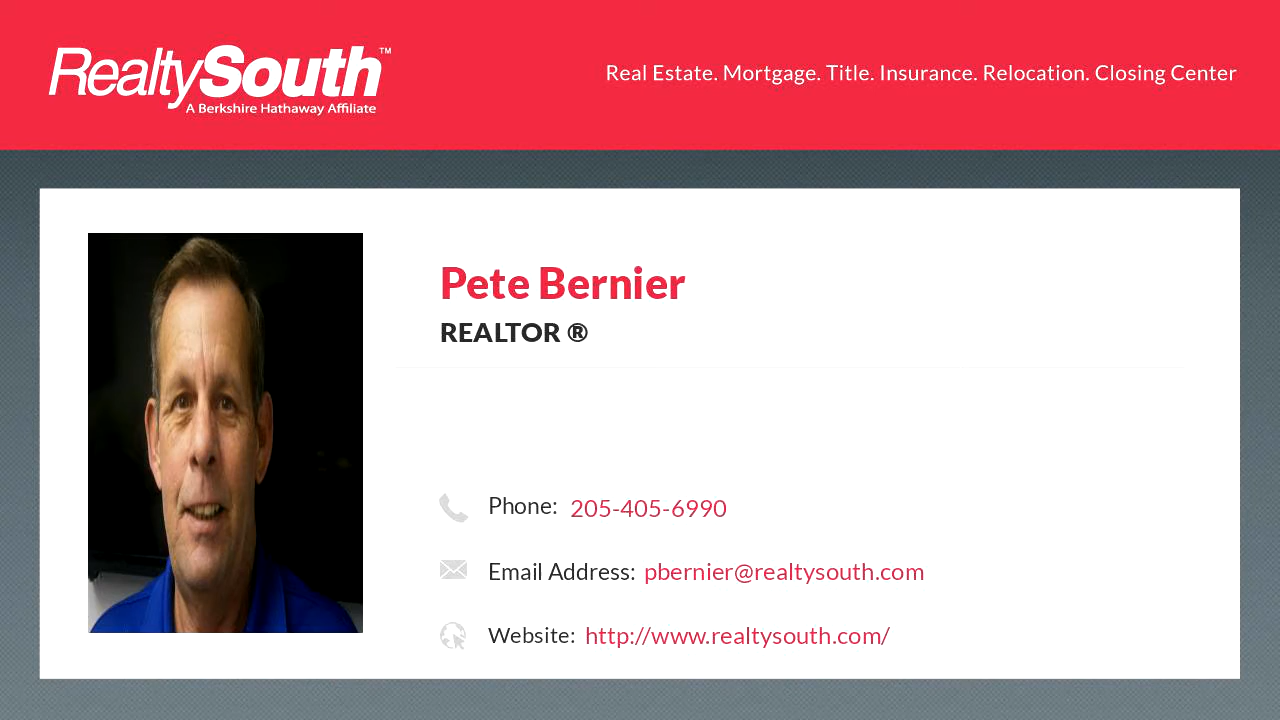 RealtySouth™
A Berkshire Hathaway Affiliate
Real Estate. Mortgage. Title. Insurance. Relocation. Closing Center
Pete Bernier
REALTOR ®
Phone: 205-405-6990
Email Address: pbernier@realtysouth.com
Website: http://www.realtysouth.com/